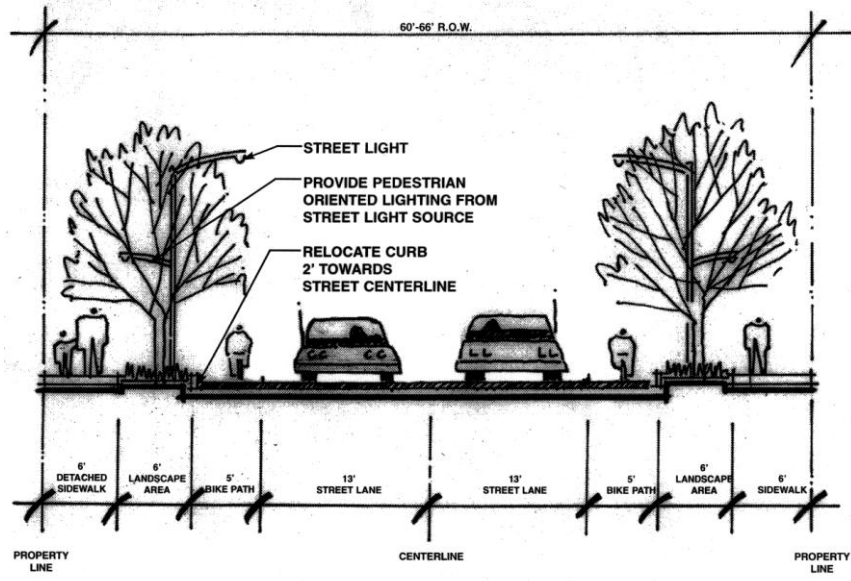 60'-66' R.O.W.
STREET LIGHT
PROVIDE PEDESTRIAN
ORIENTED LIGHTING FROM
STREET LIGHT SOURCE
RELOCATE CURB
2' TOWARDS
STREET CENTERLINE
6'
DETACHED
SIDEWALK
6'
LANDSCAPE
AREA
5'
BIKE PATH
13'
STREET LANE
13'
STREET LANE
5'
BIKE PATH
6'
LANDSCAPE
AREA
6'
SIDEWALK
PROPERTY
LINE
CENTERLINE
PROPERTY
LINE